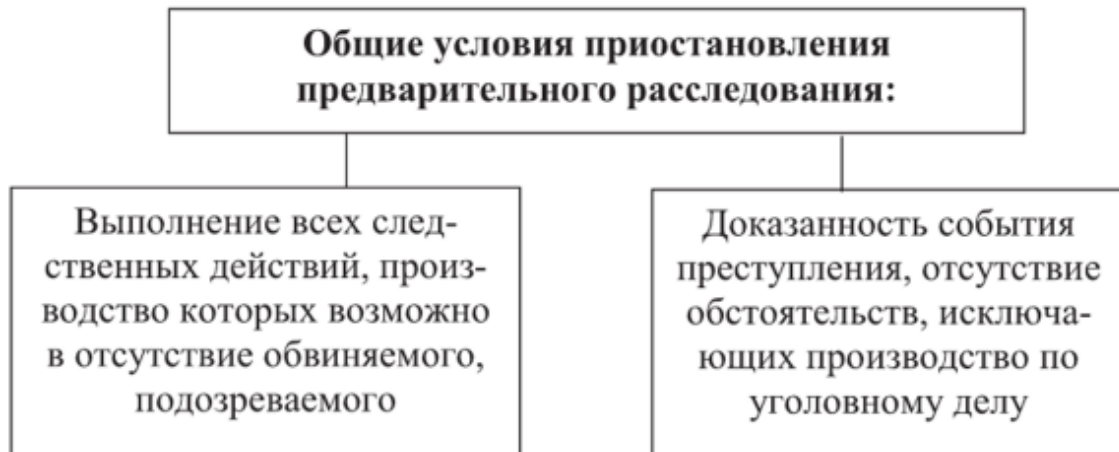 Общие условия приостановления
предварительного расследования:
Выполнение всех след-
ственных действий, произ-
водство которых возможно
в отсутствие обвиняемого,
подозреваемого
Доказанность события
преступления, отсутствие
обстоятельств, исключа-
ющих производство по
уголовному делу